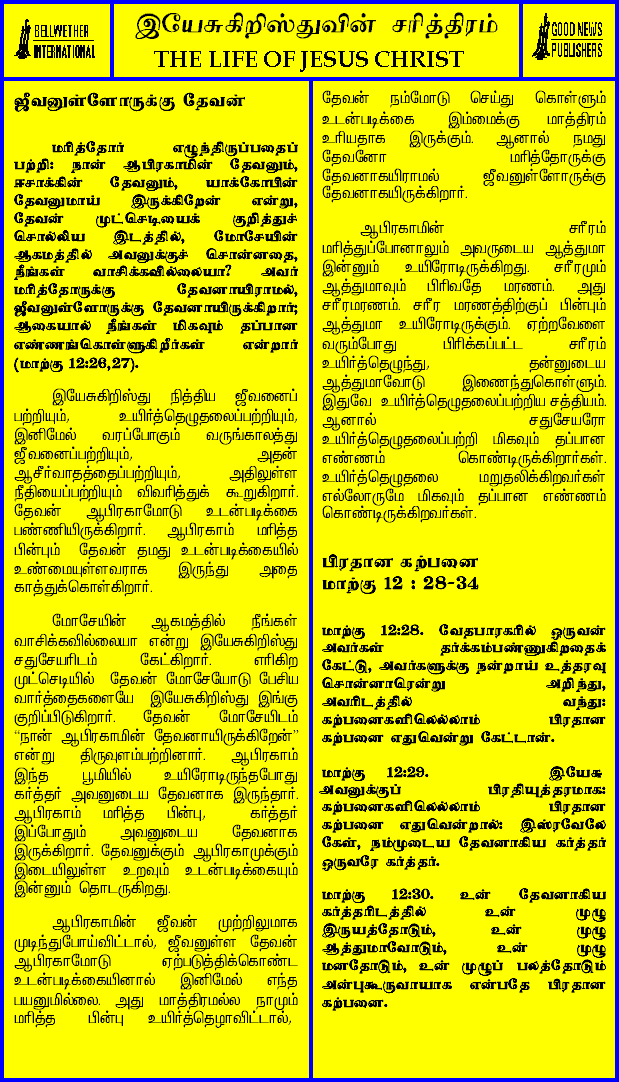 BELLWETHER
INTERNATIONAL
இயேசுகிறிஸ்துவின் சரித்திரம்
THE LIFE OF JESUS CHRIST
GOOD NEWS
PUBLISHERS
ஜீவனுள்ளோருக்கு தேவன்
மரித்தோர் எழுந்திருப்பதைப்
பற்றி: நான் ஆபிரகாமின் தேவனும்,
ஈசாக்கின் தேவனும், யாக்கோபின்
தேவனுமாய் இருக்கிறேன் என்று,
தேவன் முட்செடியைக் குறித்துச்
சொல்லிய இடத்தில், மோசேயின்
ஆகமத்தில் அவனுக்குச் சொன்னதை,
நீங்கள் வாசிக்கவில்லையா? அவர்
மரித்தோருக்கு தேவனாயிராமல்,
ஜீவனுள்ளோருக்கு தேவனாயிருக்கிறார்;
ஆகையால் நீங்கள் மிகவும் தப்பான
எண்ணங்கொள்ளுகிறீர்கள் என்றார்
(மாற்கு 12:26,27).
இயேசுகிறிஸ்து நித்திய ஜீவனைப்
பற்றியும், உயிர்த்தெழுதலைப்பற்றியும்,
இனிமேல் வரப்போகும் வருங்காலத்து
ஜீவனைப்பற்றியும், அதன்
ஆசீர்வாதத்தைப்பற்றியும், அதிலுள்ள
நீதியைப்பற்றியும் விவரித்துக் கூறுகிறார்.
தேவன் ஆபிரகாமோடு உடன்படிக்கை
பண்ணியிருக்கிறார். ஆபிரகாம் மரித்த
பின்பும் தேவன் தமது உடன்படிக்கையில்
உண்மையுள்ளவராக இருந்து அதை
காத்துக்கொள்கிறார்.
மோசேயின் ஆகமத்தில் நீங்கள்
வாசிக்கவில்லையா என்று இயேசுகிறிஸ்து
சதுசேயரிடம் கேட்கிறார். எரிகிற
முட்செடியில் தேவன் மோசேயோடு பேசிய
வார்த்தைகளையே இயேசுகிறிஸ்து இங்கு
குறிப்பிடுகிறார். தேவன் மோசேயிடம்
“நான் ஆபிரகாமின் தேவனாயிருக்கிறேன்”
என்று திருவுளம்பற்றினார். ஆபிரகாம்
இந்த பூமியில் உயிரோடிருந்தபோது
கர்த்தர் அவனுடைய தேவனாக இருந்தார்.
ஆபிரகாம் மரித்த பின்பு, கர்த்தர்
இப்போதும் அவனுடைய தேவனாக
இருக்கிறார். தேவனுக்கும் ஆபிரகாமுக்கும்
இடையிலுள்ள உறவும் உடன்படிக்கையும்
இன்னும் தொடருகிறது.
ஆபிரகாமின் ஜீவன் முற்றிலுமாக
முடிந்துபோய்விட்டால், ஜீவனுள்ள தேவன்
ஆபிரகாமோடு ஏற்படுத்திக்கொண்ட
உடன்படிக்கையினால் இனிமேல் எந்த
பயனுமில்லை. அது மாத்திரமல்ல நாமும்
மரித்த பின்பு உயிர்த்தெழாவிட்டால்,
தேவன் நம்மோடு செய்து கொள்ளும்
உடன்படிக்கை இம்மைக்கு மாத்திரம்
உரியதாக இருக்கும். ஆனால் நமது
தேவனோ மரித்தோருக்கு
தேவனாகயிராமல் ஜீவனுள்ளோருக்கு
தேவனாகயிருக்கிறார்.
ஆபிரகாமின் சரீரம்
மரித்துப்போனாலும் அவருடைய ஆத்துமா
இன்னும் உயிரோடிருக்கிறது. சரீரமும்
ஆத்துமாவும் பிரிவதே மரணம். அது
சரீரமரணம். சரீர மரணத்திற்குப் பின்பும்
ஆத்துமா உயிரோடிருக்கும். ஏற்றவேளை
வரும்போது பிரிக்கப்பட்ட சரீரம்
உயிர்த்தெழுந்து, தன்னுடைய
ஆத்துமாவோடு இணைந்துகொள்ளும்.
இதுவே உயிர்த்தெழுதலைப்பற்றிய சத்தியம்.
ஆனால் சதுசேயரோ
உயிர்த்தெழுதலைப்பற்றி மிகவும் தப்பான
எண்ணம் கொண்டிருக்கிறார்கள்.
உயிர்த்தெழுதலை மறுதலிக்கிறவர்கள்
எல்லோருமே மிகவும் தப்பான எண்ணம்
கொண்டிருக்கிறவர்கள்.
பிரதான கற்பனை
மாற்கு 12 : 28-34
மாற்கு 12:28. வேதபாரகரில் ஒருவன்
அவர்கள் தர்க்கம்பண்ணுகிறதைக்
கேட்டு, அவர்களுக்கு நன்றாய் உத்தரவு
சொன்னாரென்று அறிந்து,
அவரிடத்தில் வந்து:
கற்பனைகளிலெல்லாம் பிரதான
கற்பனை எதுவென்று கேட்டான்.
மாற்கு 12:29. இயேசு
அவனுக்குப் பிரதியுத்தரமாக:
கற்பனைகளிலெல்லாம் பிரதான
கற்பனை எதுவென்றால்: இஸ்ரவேலே
கேள், நம்முடைய தேவனாகிய கர்த்தர்
ஒருவரே கர்த்தர்.
மாற்கு 12:30. உன் தேவனாகிய
கர்த்தரிடத்தில் உன் முழு
இருயத்தோடும், உன் முழு
ஆத்துமாவோடும், உன் முழு
மனதோடும், உன் முழுப் பலத்தோடும்
அன்புகூருவாயாக என்பதே பிரதான
கற்பனை.